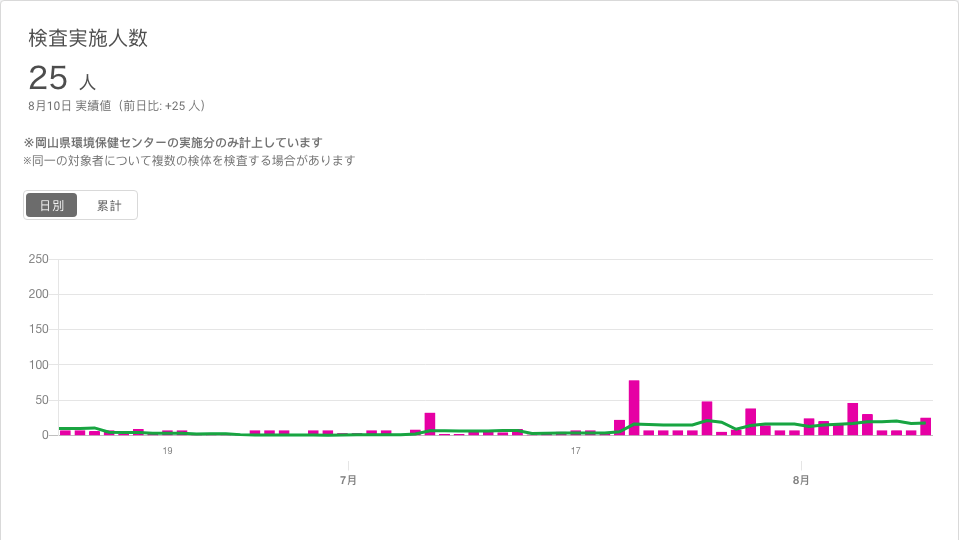 検査実施人数
25 人
8月10日 実績値（前日比: +25 人）
※岡山県環境保健センターの実施分のみ計上しています
※同一の対象者について複数の検体を検査する場合があります
日別 累計
250
200
150
100
50
0
19 17
7月 8月